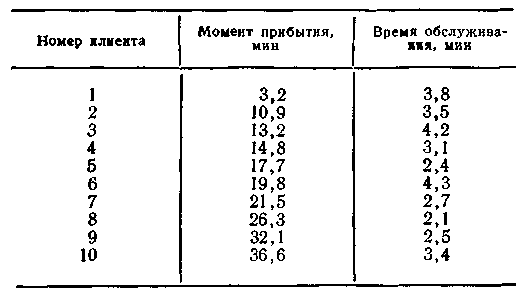 Номер клиента Момент прибытия, мин Время обслужива-ния, мин
1 3,2 3,8
2 10,9 3,5
3 13,2 4,2
4 14,8 3,1
5 17,7 2,4
6 19,8 4,3
7 21,5 2,7
8 26,3 2,1
9 32,1 2,5
10 36,6 3,4